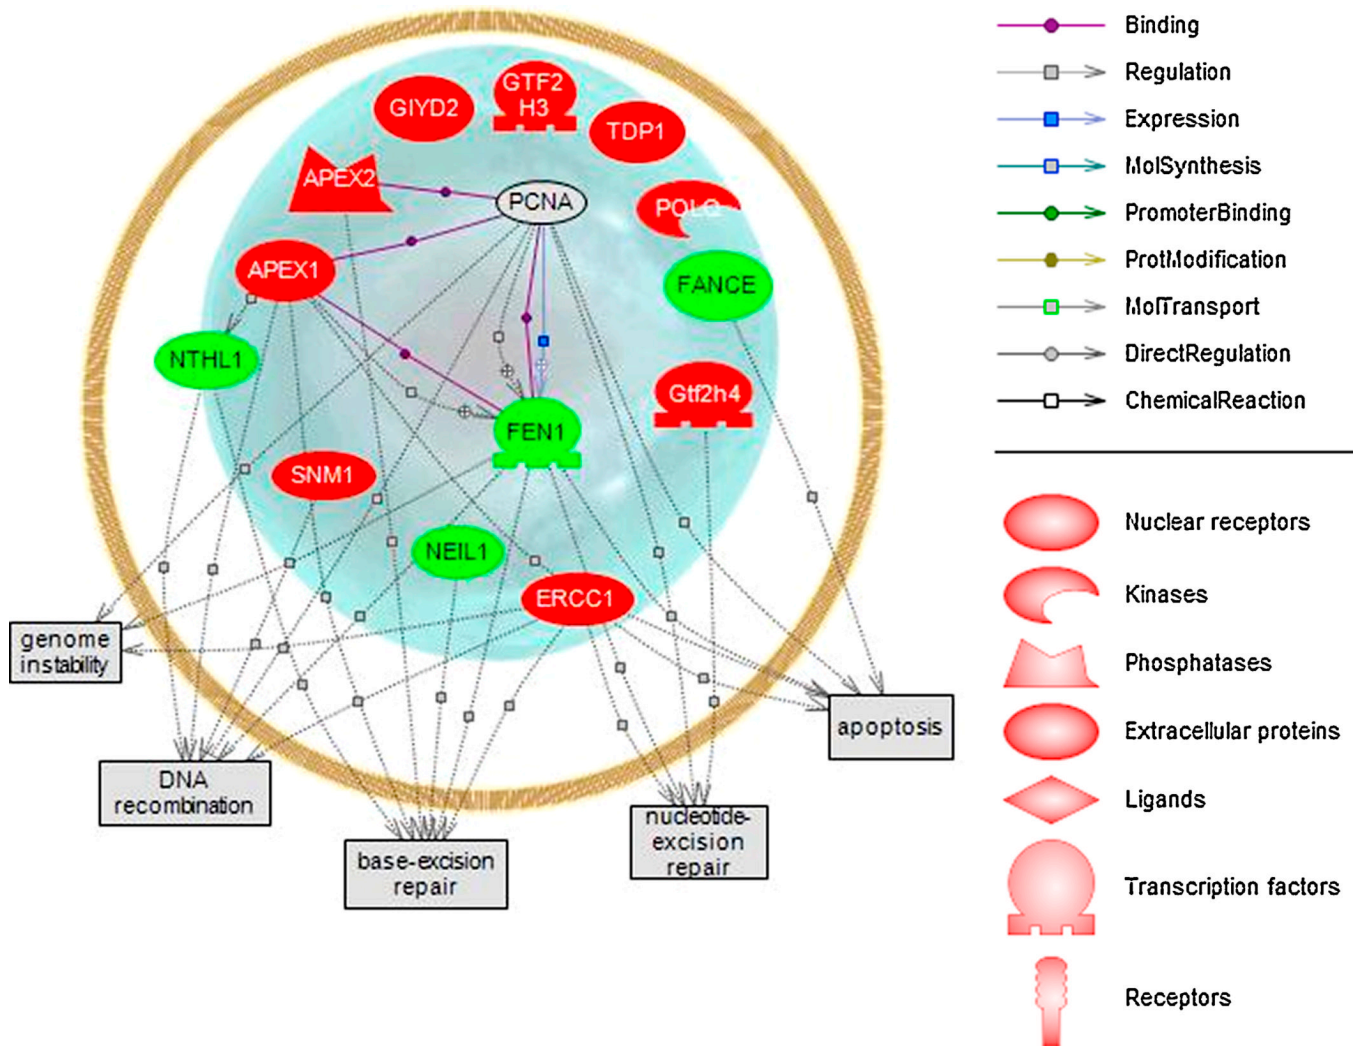 GIYD2
GTF2
H3
TDP1
APEX2
PCNA
POLQ
APEX1
FANCE
NTHL1
Gtf2h4
FEN1
SNM1
NEIL1
ERCC1
genome
instability
DNA
recombination
base-excision
repair
nucleotide-
excision
repair
apoptosis
Binding
Regulation
Expression
MolSynthesis
PromoterBinding
ProtModification
MolTransport
DirectRegulation
ChemicalReaction
Nuclear receptors
Kinases
Phosphatases
Extracellular proteins
Ligands
Transcription factors
Receptors